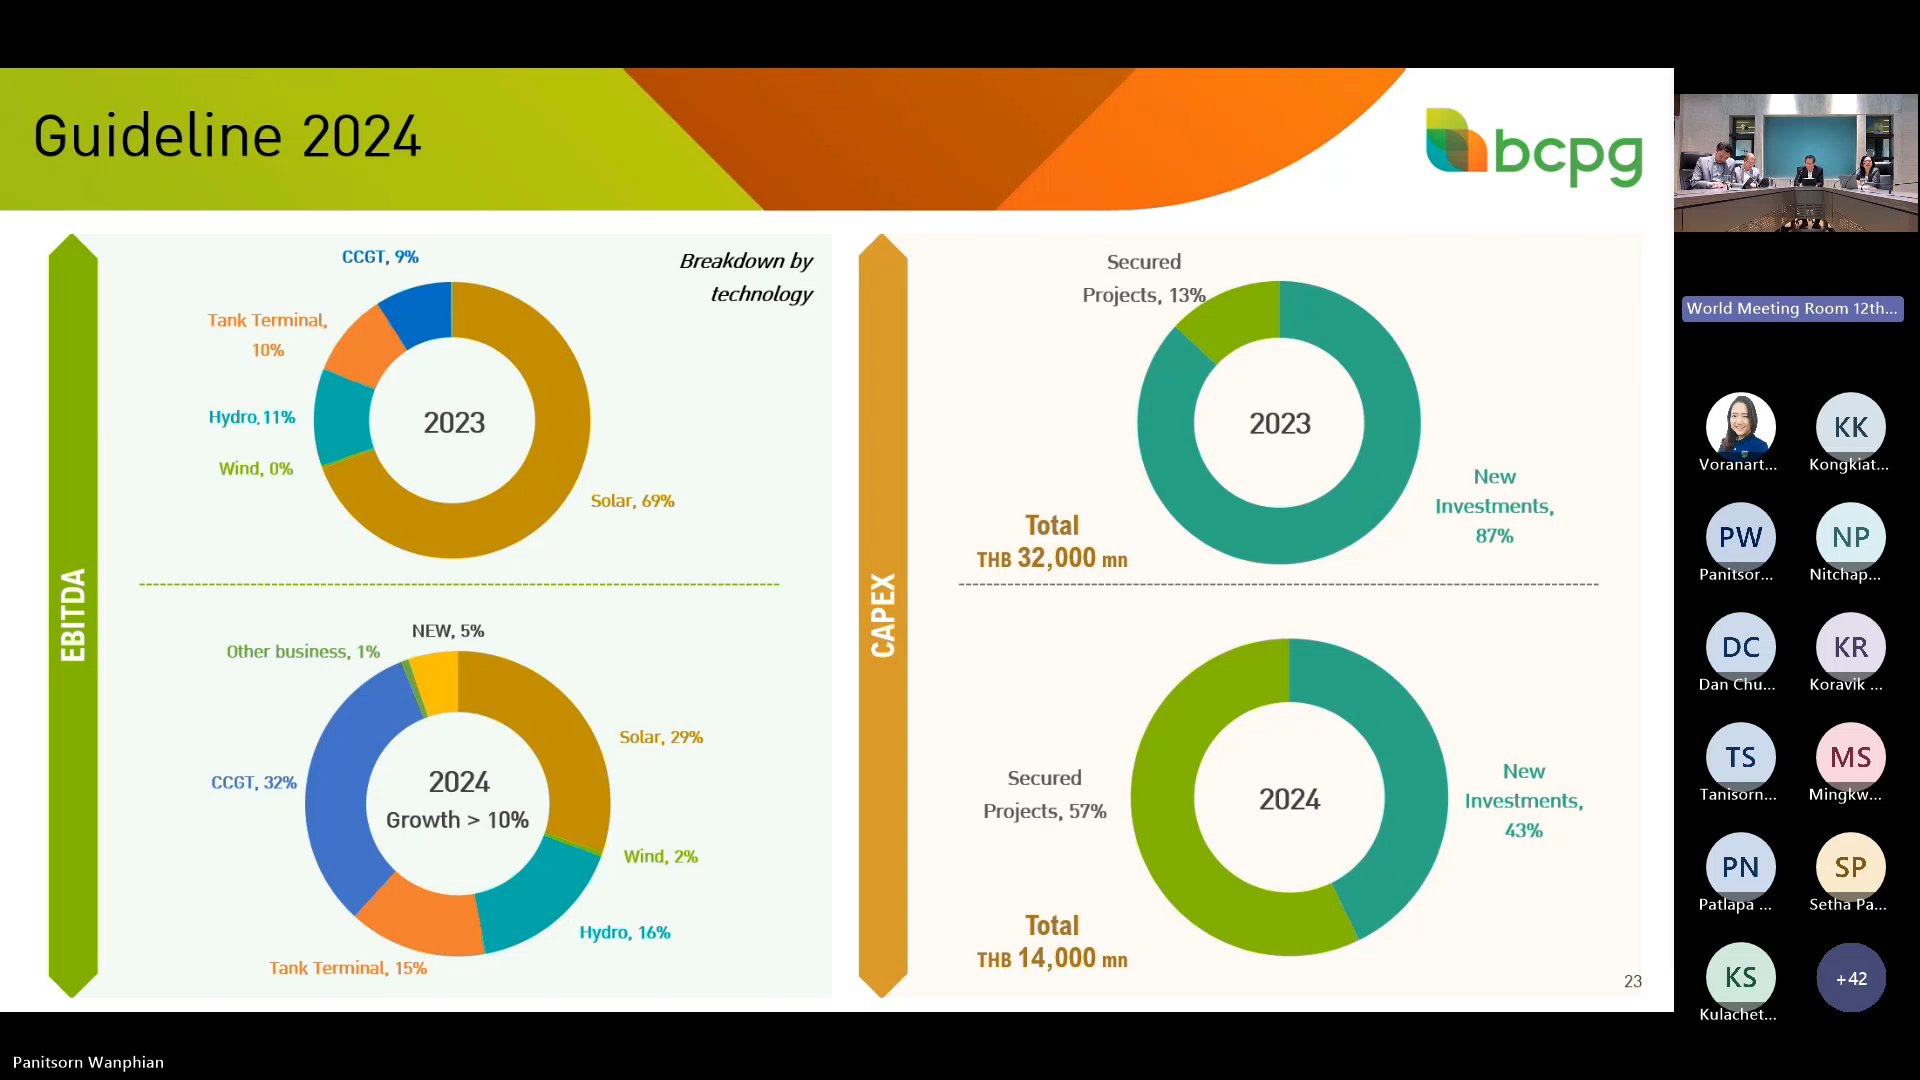 Guideline 2024
bcpg
EBITDA
Breakdown by
technology
CCGT, 9%
Tank Terminal,
10%
Hydro, 11%
Wind, 0%
Solar, 69%
2023
NEW, 5%
Other business, 1%
Solar, 29%
CCGT, 32%
2024
Growth > 10%
Wind, 2%
Hydro, 16%
Tank Terminal, 15%
CAPEX
Secured
Projects, 13%
2023
New
Investments,
87%
Total
THB 32,000 mn
Secured
Projects, 57%
2024
New
Investments,
43%
Total
THB 14,000 mn
23
World Meeting Room 12th...
Voranart...
KK
Kongkiat...
PW
Panitsor...
NP
Nitchap...
DC
Dan Chu...
KR
Koravik ...
TS
Tanisorn...
MS
Mingkw...
PN
Patlapa ...
SP
Setha Pa...
KS
Kulachet...
+42
Panitsorn Wanphian